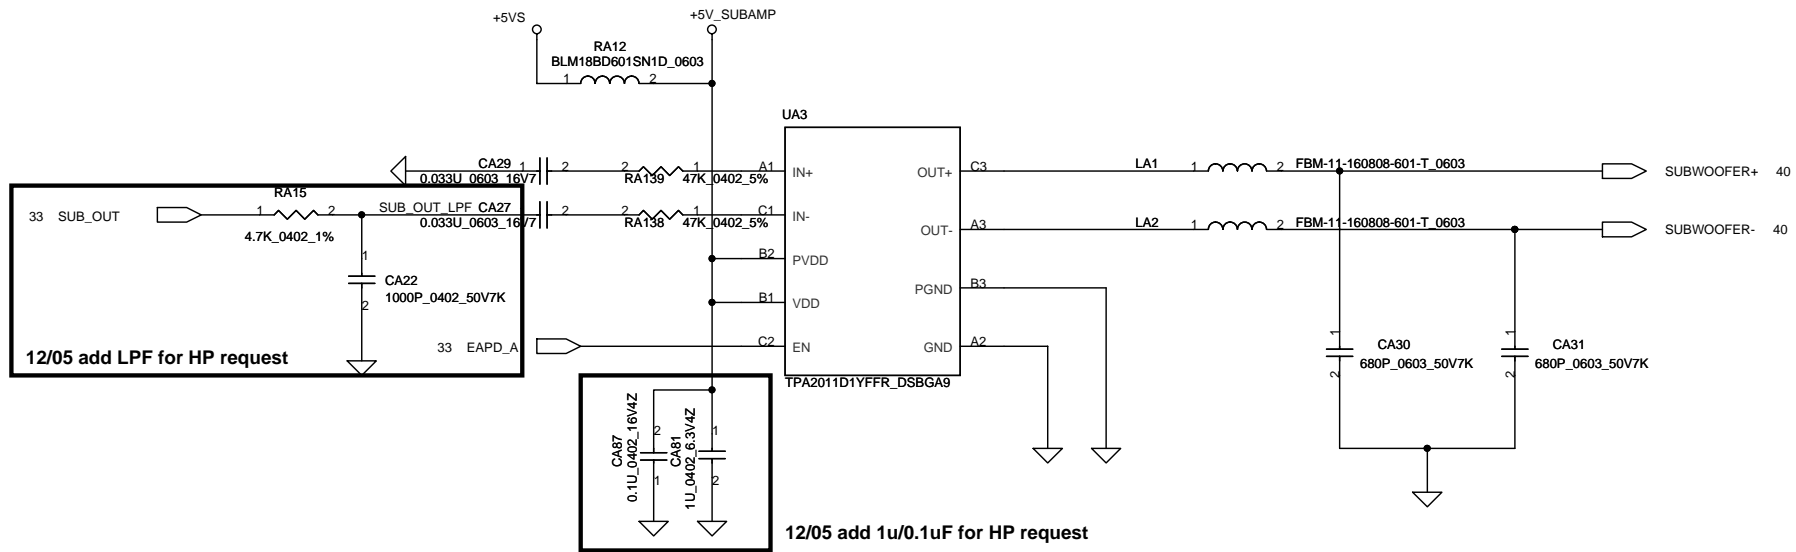 +5VS
+5V_SUBAMP
RA12
BLM18BD601SN1D_0603
1 2
UA3
CA29 1 2 2 1 A1 IN+ OUT+ C3 LA1 1 2 FBM-11-160808-601-T_0603 SUBWOOFER+ 40
0.033U_0603_16V7 RA139 47K_0402_5%
RA15
33 SUB_OUT 1 2 SUB_OUT_LPF CA27 1 2 2 1 C1 IN-
4.7K_0402_1% 0.033U_0603_16V7 RA138 47K_0402_5%
OUT- A3 LA2 1 2 FBM-11-160808-601-T_0603 SUBWOOFER- 40
B2 PVDD
1
CA22
1000P_0402_50V7K
2
PGND B3
B1 VDD
12/05 add LPF for HP request
33 EAPD_A C2 EN GND A2
TPA2011D1YFFR_DSBGA9
1
CA30
680P_0603_50V7K
2
1
CA31
680P_0603_50V7K
2
CA87
0.1U_0402_16V4Z
2
1
CA81
1U_0402_6.3V4Z
1
2
12/05 add 1u/0.1uF for HP request